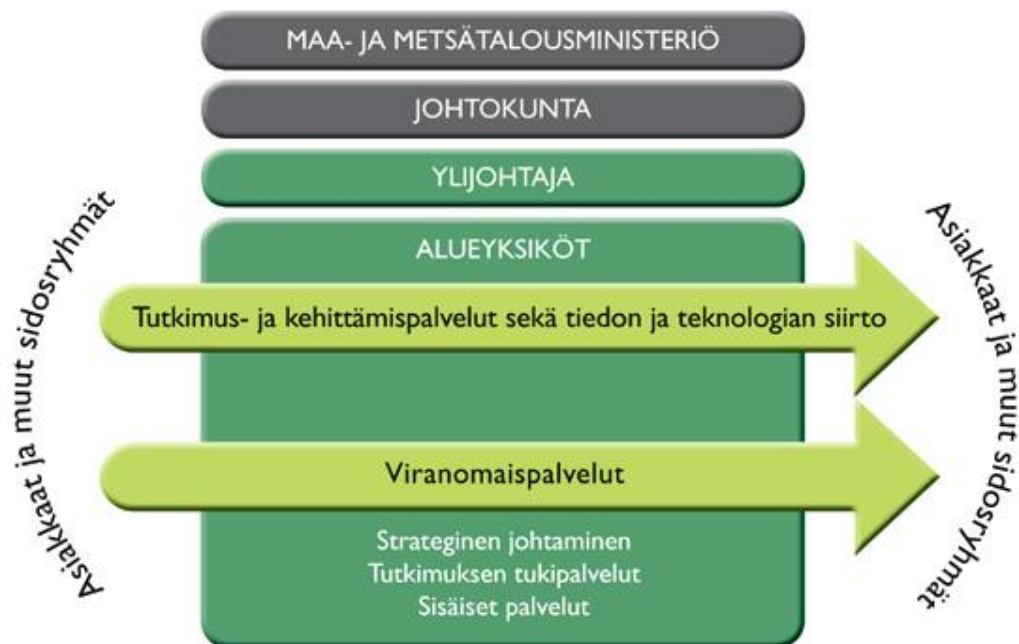 MAA- JA METSÄTALOUSMINISTERIÖ
JOHTOKUNTA
YLIJOHTAJA
ALUEYKSIKÖT
Asiakkaat ja muut sidosryhmät
Tutkimus- ja kehittämispalvelut sekä tiedon ja teknologian siirto
Viranomaispalvelut
Asiakkaat ja muut sidosryhmät
Strateginen johtaminen
Tutkimuksen tukipalvelut
Sisäiset palvelut